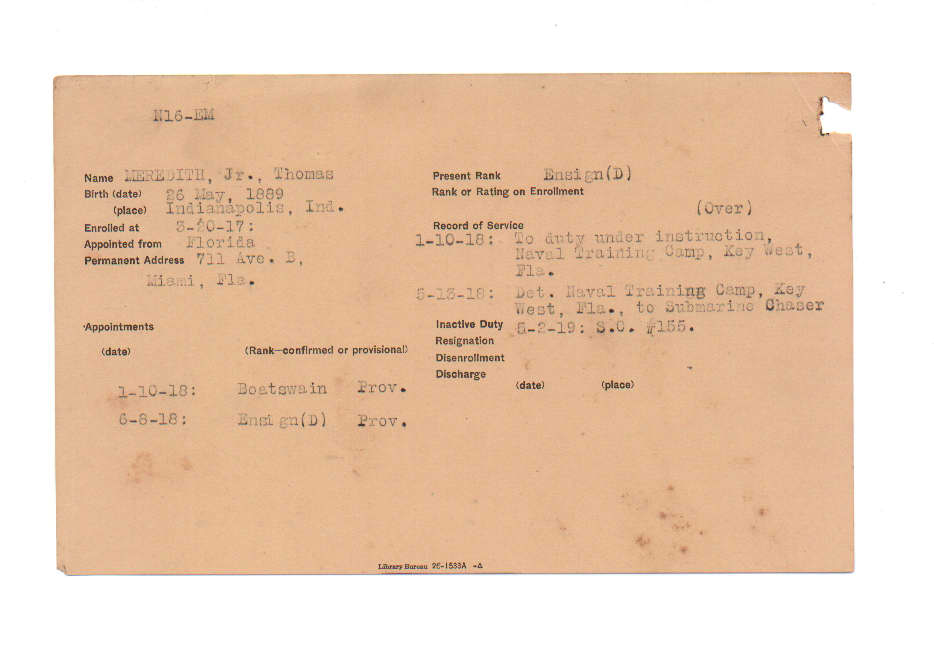 N16-EM
Name MEREDITH, Jr., Thomas
Birth (date) 26 May, 1889
(place) Indianapolis, Ind.
Enrolled at 3-20-17:
Appointed from Florida
Permanent Address 711 Ave. B,
Miami, Fla.
Appointments
(date) (Rank—confirmed or provisional)
1-10-18: Boatswain Prov.
6-8-18: Ensign(D) Prov.
Present Rank Ensign(D)
Rank or Rating on Enrollment
(Over)
Record of Service
1-10-18: To duty under instruction,
Naval Training Camp, Key West,
Fla.
5-13-18: Det. Naval Training Camp, Key
West, Fla., to Submarine Chaser
Inactive Duty 5-2-19: S.C. #155.
Resignation
Disenrollment
Discharge
(date) (place)
Library Bureau 26-1533A